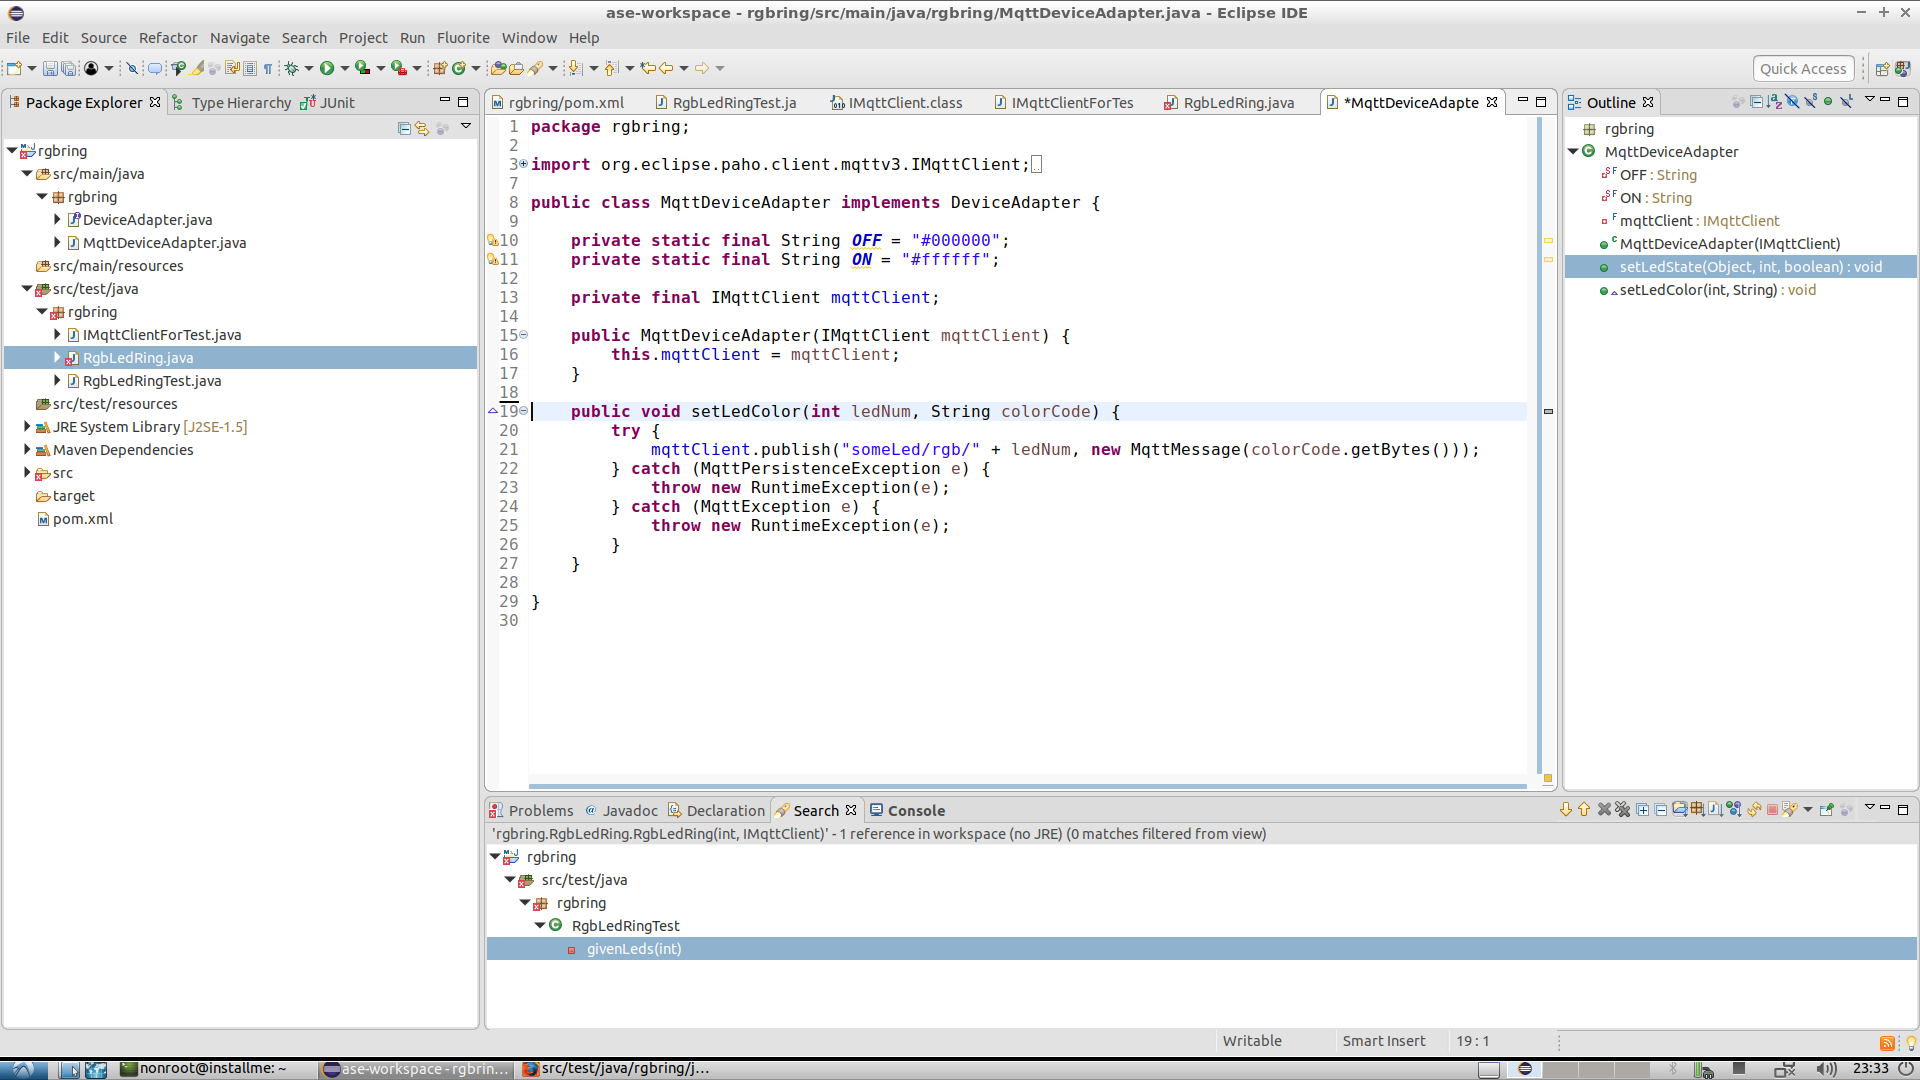 ase-workspace - rgbring/src/main/java/rgbring/MqttDeviceAdapter.java - Eclipse IDE
File Edit Source Refactor Navigate Search Project Run Fluorite Window Help
Quick Access
Package Explorer Type Hierarchy JUnit
rgbring
src/main/java
rgbring
DeviceAdapter.java
MqttDeviceAdapter.java
src/main/resources
src/test/java
rgbring
IMqttClientForTest.java
RgbLedRing.java
RgbLedRingTest.java
src/test/resources
JRE System Library [J2SE-1.5]
Maven Dependencies
src
target
pom.xml
rgbring/pom.xml RgbLedRingTest.ja IMqttClient.class IMqttClientForTes RgbLedRing.java *MqttDeviceAdapte
1 package rgbring;
2
3 import org.eclipse.paho.client.mqttv3.IMqttClient;
7
8 public class MqttDeviceAdapter implements DeviceAdapter {
9
10 private static final String OFF = "#000000";
11 private static final String ON = "#ffffff";
12
13 private final IMqttClient mqttClient;
14
15 public MqttDeviceAdapter(IMqttClient mqttClient) {
16 this.mqttClient = mqttClient;
17 }
18
19 public void setLedColor(int ledNum, String colorCode) {
20 try {
21 mqttClient.publish("someLed/rgb/" + ledNum, new MqttMessage(colorCode.getBytes()));
22 } catch (MqttPersistenceException e) {
23 throw new RuntimeException(e);
24 } catch (MqttException e) {
25 throw new RuntimeException(e);
26 }
27 }
28
29 }
30
Outline
rgbring
MqttDeviceAdapter
OFF : String
ON : String
mqttClient : IMqttClient
MqttDeviceAdapter(IMqttClient)
setLedState(Object, int, boolean) : void
setLedColor(int, String) : void
Problems Javadoc Declaration Search Console
'rgbring.RgbLedRing.RgbLedRing(int, IMqttClient)' - 1 reference in workspace (no JRE) (0 matches filtered from view)
rgbring
src/test/java
rgbring
RgbLedRingTest
givenLeds(int)
Writable Smart Insert 19 : 1
nonroot@installme: ~ ase-workspace - rgbrin... src/test/java/rgbring/j... 23:33